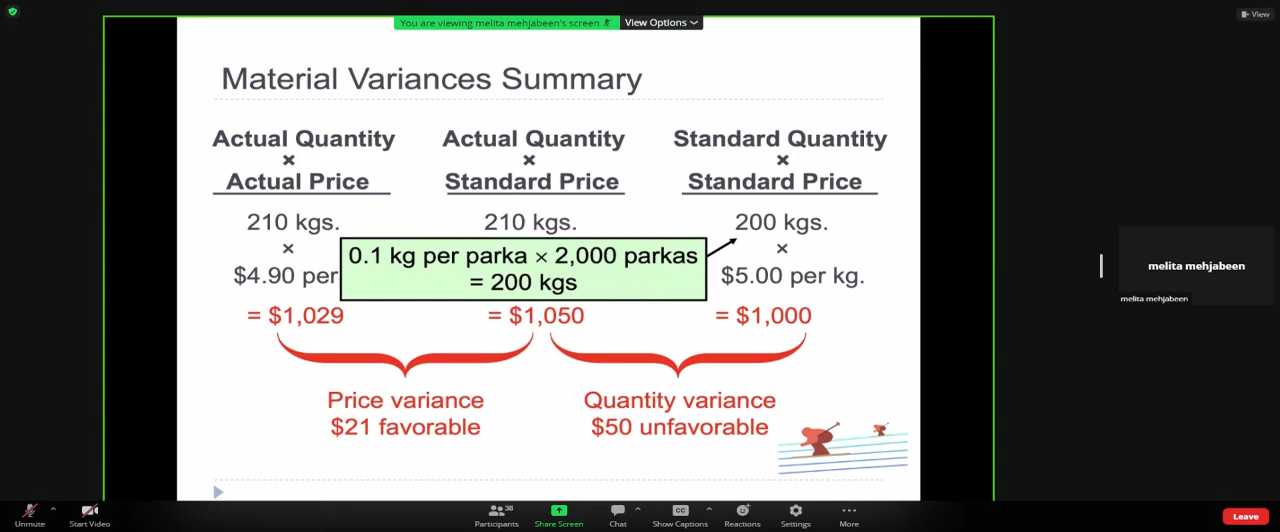 You are viewing melita mehjabeen's screen
View Options
View
Material Variances Summary
Actual Quantity
×
Actual Price
Actual Quantity
×
Standard Price
Standard Quantity
×
Standard Price
210 kgs.
×
$4.90 per
= $1,029
210 kgs.
= $1,050
200 kgs.
×
$5.00 per kg.
= $1,000
0.1 kg per parka × 2,000 parkas
= 200 kgs
Price variance
$21 favorable
Quantity variance
$50 unfavorable
melita mehjabeen
melita mehjabeen
Unmute
Start Video
38
Participants
Share Screen
Chat
CC
Show Captions
Reactions
Settings
More
Leave